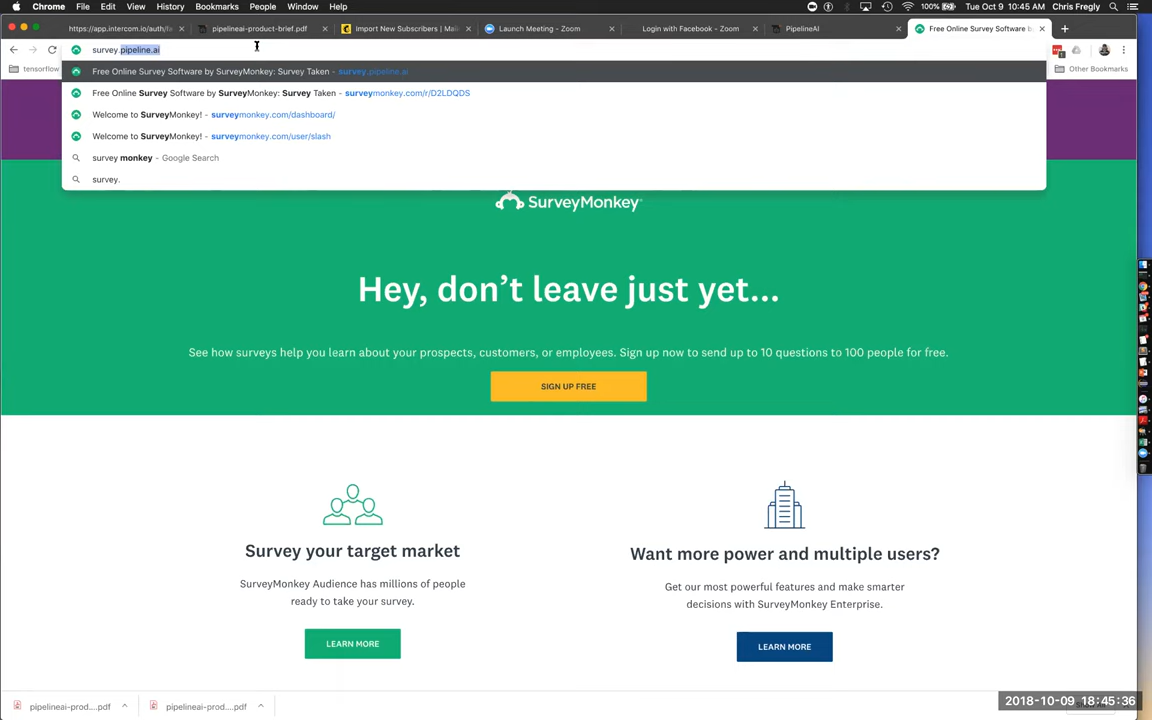 Chrome File Edit View History Bookmarks People Window Help
100% Tue Oct 9 10:45 AM Chris Fregly
https://app.intercom.io/auth/
pipelineai-product-brief.pdf
Import New Subscribers | Mail
Launch Meeting - Zoom
Login with Facebook - Zoom
PipelineAI
Free Online Survey Software by
survey.pipeline.ai
tensorflow
Other Bookmarks
Free Online Survey Software by SurveyMonkey: Survey Taken - survey.pipeline.ai
Free Online Survey Software by SurveyMonkey: Survey Taken - surveymonkey.com/r/D2LDQDS
Welcome to SurveyMonkey! - surveymonkey.com/dashboard/
Welcome to SurveyMonkey! - surveymonkey.com/user/slash
survey monkey - Google Search
survey.
SurveyMonkey
Hey, don’t leave just yet...
See how surveys help you learn about your prospects, customers, or employees. Sign up now to send up to 10 questions to 100 people for free.
SIGN UP FREE
Survey your target market
SurveyMonkey Audience has millions of people
ready to take your survey.
LEARN MORE
Want more power and multiple users?
Get our most powerful features and make smarter
decisions with SurveyMonkey Enterprise.
LEARN MORE
pipelineai-prod....pdf
pipelineai-prod....pdf
2018-10-09 18:45:36